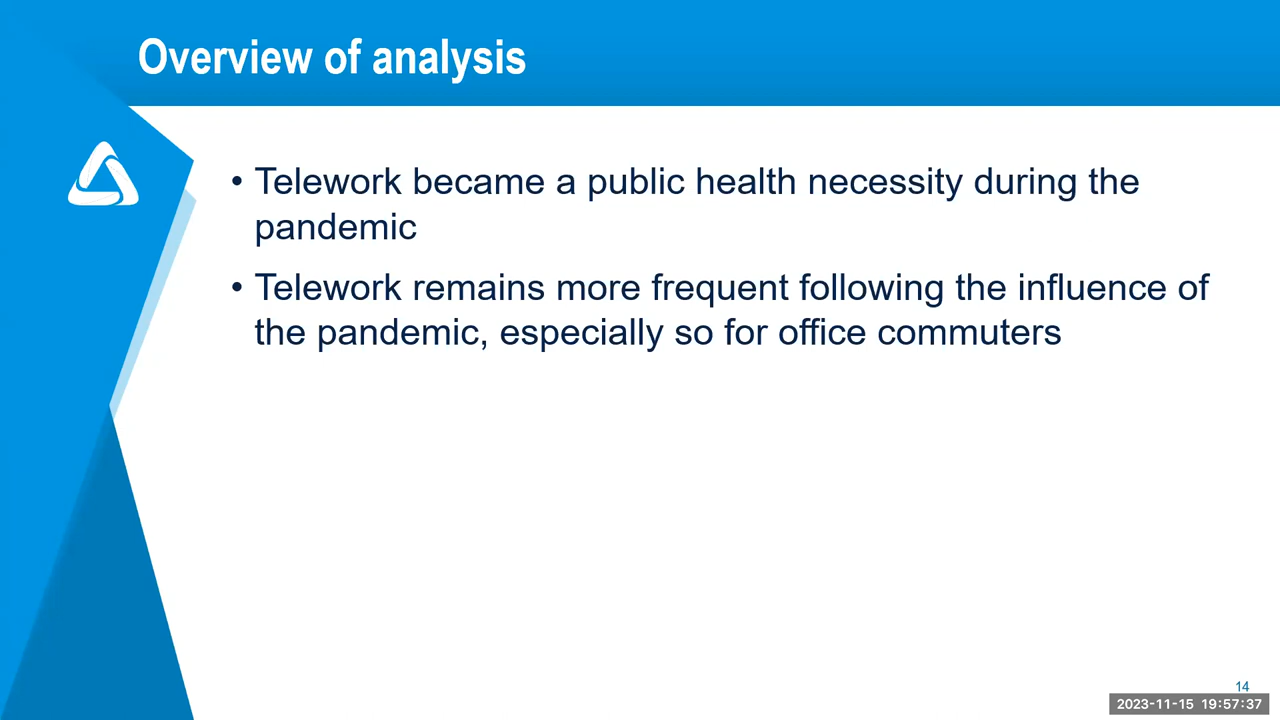 Overview of analysis
• Telework became a public health necessity during the
pandemic
• Telework remains more frequent following the influence of
the pandemic, especially so for office commuters
14
2023-11-15 19:57:37